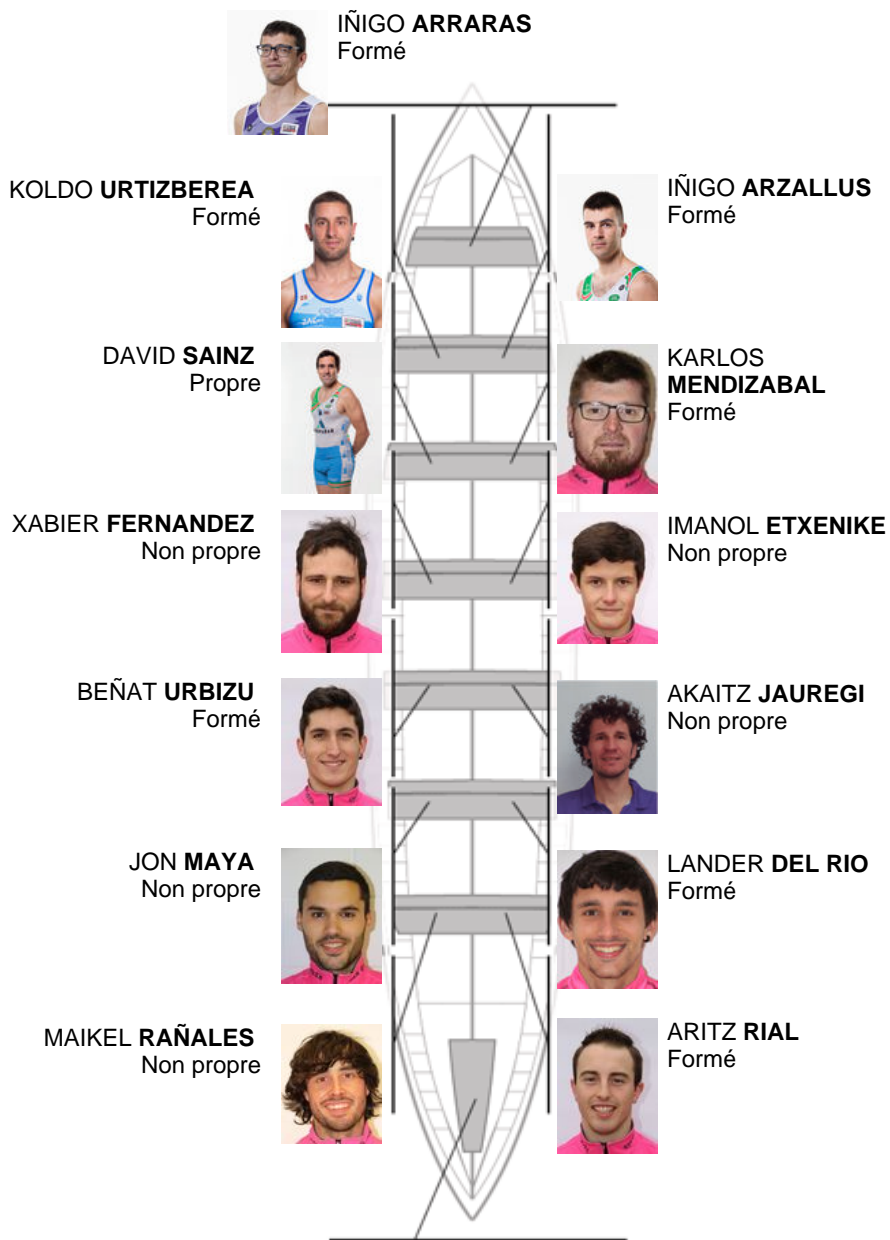 IÑIGO ARRARAS
Formé
KOLDO URTIZBEREA
Formé
IÑIGO ARZALLUS
Formé
DAVID SAINZ
Propre
KARLOS
MENDIZABAL
Formé
XABIER FERNANDEZ
Non propre
IMANOL ETXENIKE
Non propre
BEÑAT URBIZU
Formé
AKAITZ JAUREGI
Non propre
JON MAYA
Non propre
LANDER DEL RIO
Formé
MAIKEL RAÑALES
Non propre
ARITZ RIAL
Formé